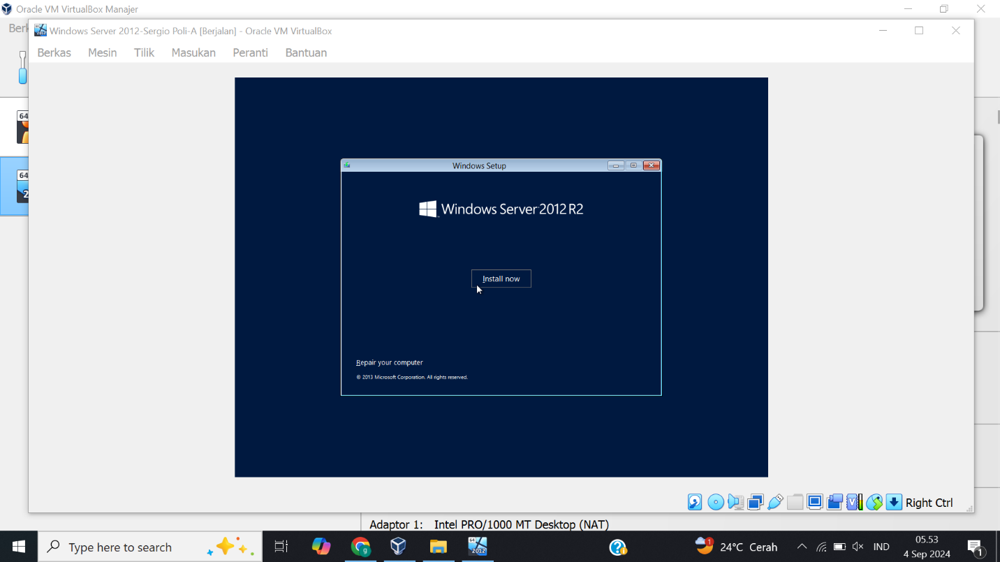 Oracle VM VirtualBox Manajer
Berk
Windows Server 2012-Sergio Poli-A [Berjalan] - Oracle VM VirtualBox
Berkas Mesin Tilik Masukan Peranti Bantuan
64
64
2
Windows Setup
Windows Server 2012 R2
Install now
Repair your computer
© 2013 Microsoft Corporation. All rights reserved.
Right Ctrl
Adaptor 1: Intel PRO/1000 MT Desktop (NAT)
Type here to search
64
2012
1
24°C Cerah
IND
05.53
4 Sep 2024
1